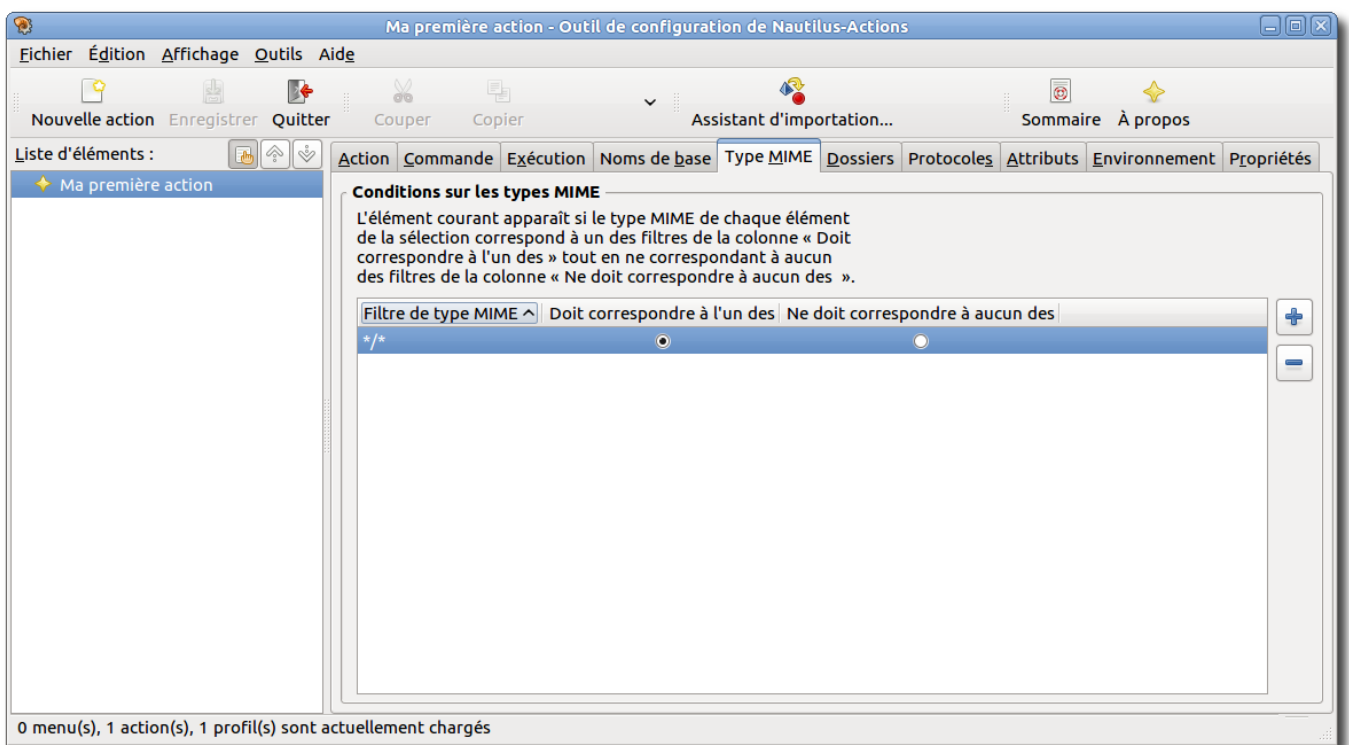 Ma première action - Outil de configuration de Nautilus-Actions
Fichier Édition Affichage Outils Aide
Nouvelle action Enregistrer Quitter Couper Copier Assistant d'importation... Sommaire À propos
Liste d'éléments :
Ma première action
Action Commande Exécution Noms de base Type MIME Dossiers Protocoles Attributs Environnement Propriétés
Conditions sur les types MIME
L'élément courant apparaît si le type MIME de chaque élément
de la sélection correspond à un des filtres de la colonne « Doit
correspondre à l'un des » tout en ne correspondant à aucun
des filtres de la colonne « Ne doit correspondre à aucun des  ».
Filtre de type MIME Doit correspondre à l'un des Ne doit correspondre à aucun des
*/*
0 menu(s), 1 action(s), 1 profil(s) sont actuellement chargés